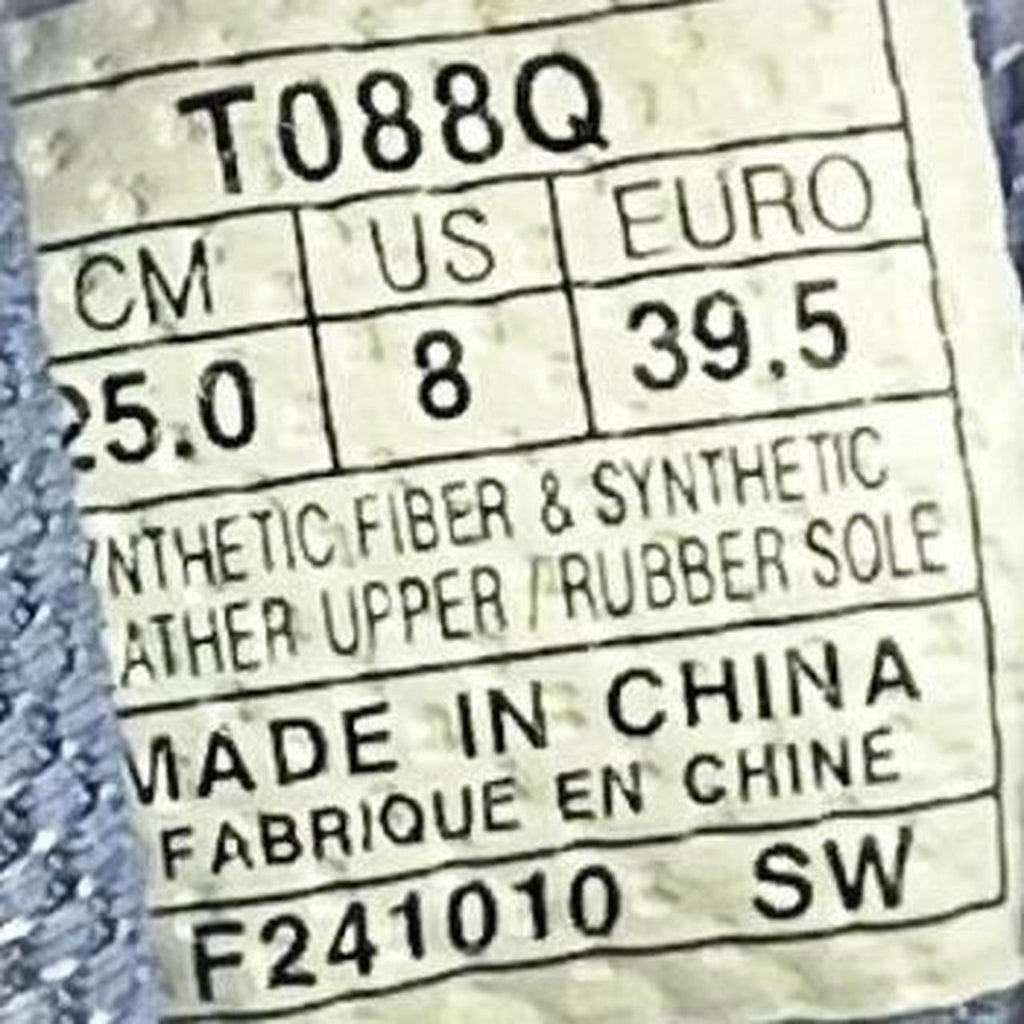 T088Q
CM US EURO
25.0 8 39.5
YNTHETIC FIBER & SYNTHETIC
ATHER UPPER / RUBBER SOLE
MADE IN CHINA
FABRIQUE EN CHINE
F241010 SW